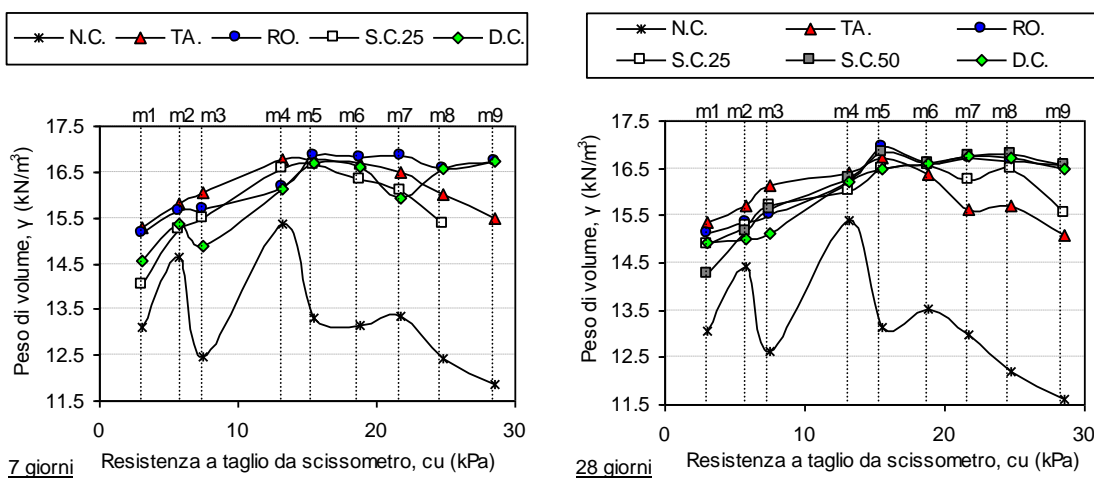 N.C. TA. RO. S.C.25 D.C.
m1 m2 m3 m4 m5 m6 m7 m8 m9
17.5
16.5
15.5
14.5
13.5
12.5
11.5
Peso di volume, γ (kN/m³)
0 10 20 30
7 giorni
Resistenza a taglio da scissometro, cu (kPa)
N.C. TA. RO.
S.C.25 S.C.50 D.C.
m1 m2 m3 m4 m5 m6 m7 m8 m9
17.5
16.5
15.5
14.5
13.5
12.5
11.5
Peso di volume, γ (kN/m³)
0 10 20 30
28 giorni
Resistenza a taglio da scissometro, cu (kPa)